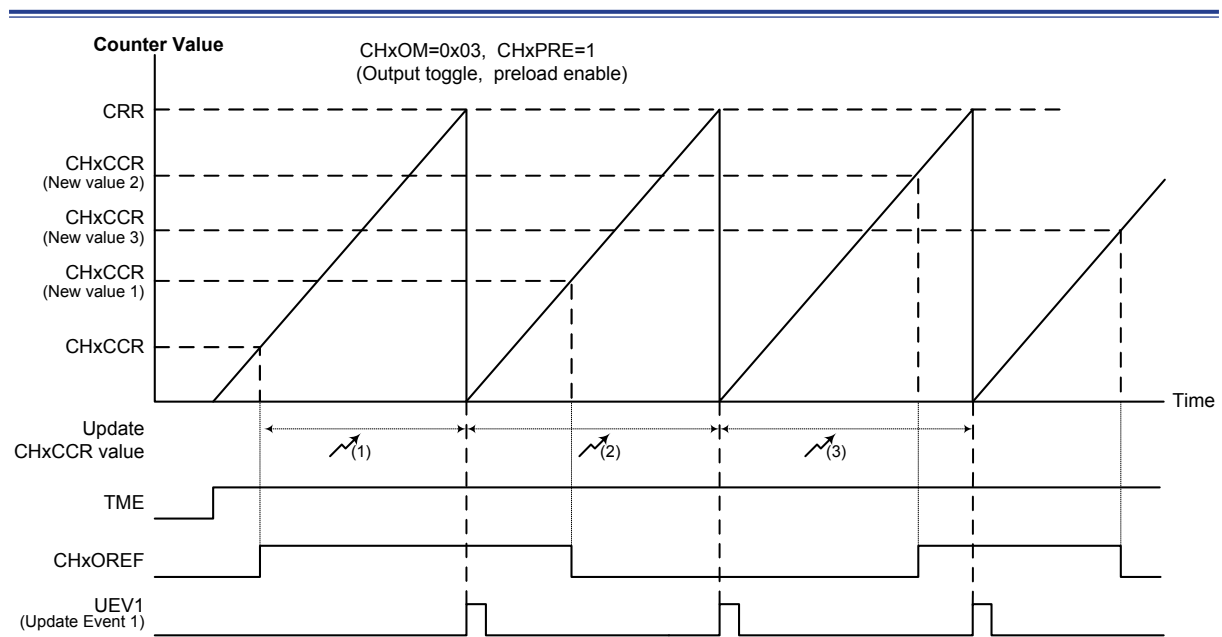 Counter Value
CHxOM=0x03, CHxPRE=1
(Output toggle, preload enable)
CRR
CHxCCR
(New value 2)
CHxCCR
(New value 3)
CHxCCR
(New value 1)
CHxCCR
Time
Update
CHxCCR value
(1)
(2)
(3)
TME
CHxOREF
UEV1
(Update Event 1)